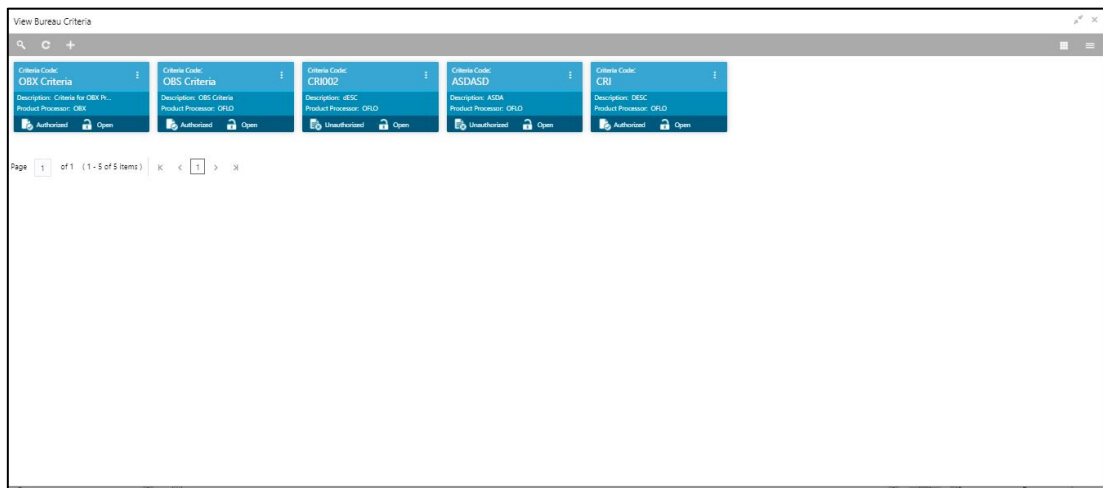 View Bureau Criteria
Criteria Code:
OBX Criteria
Description: Criteria for OBX Pr...
Product Processor: OBX
Authorized Open
Criteria Code:
OBS Criteria
Description: OBS Criteria
Product Processor: OFLO
Authorized Open
Criteria Code:
CRI002
Description: dESC
Product Processor: OFLO
Unauthorized Open
Criteria Code:
ASDASD
Description: ASDA
Product Processor: OFLO
Unauthorized Open
Criteria Code:
CRI
Description: DESC
Product Processor: OFLO
Authorized Open
Page 1 of 1 (1 - 5 of 5 items) 1